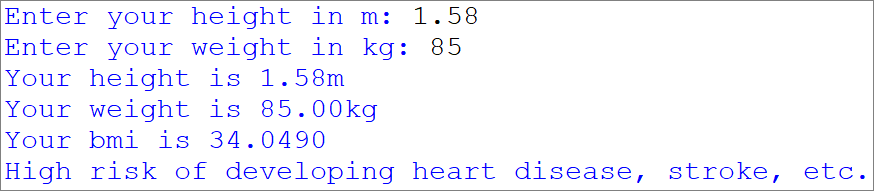 Enter your height in m: 1.58
Enter your weight in kg: 85
Your height is 1.58m
Your weight is 85.00kg
Your bmi is 34.0490
High risk of developing heart disease, stroke, etc.